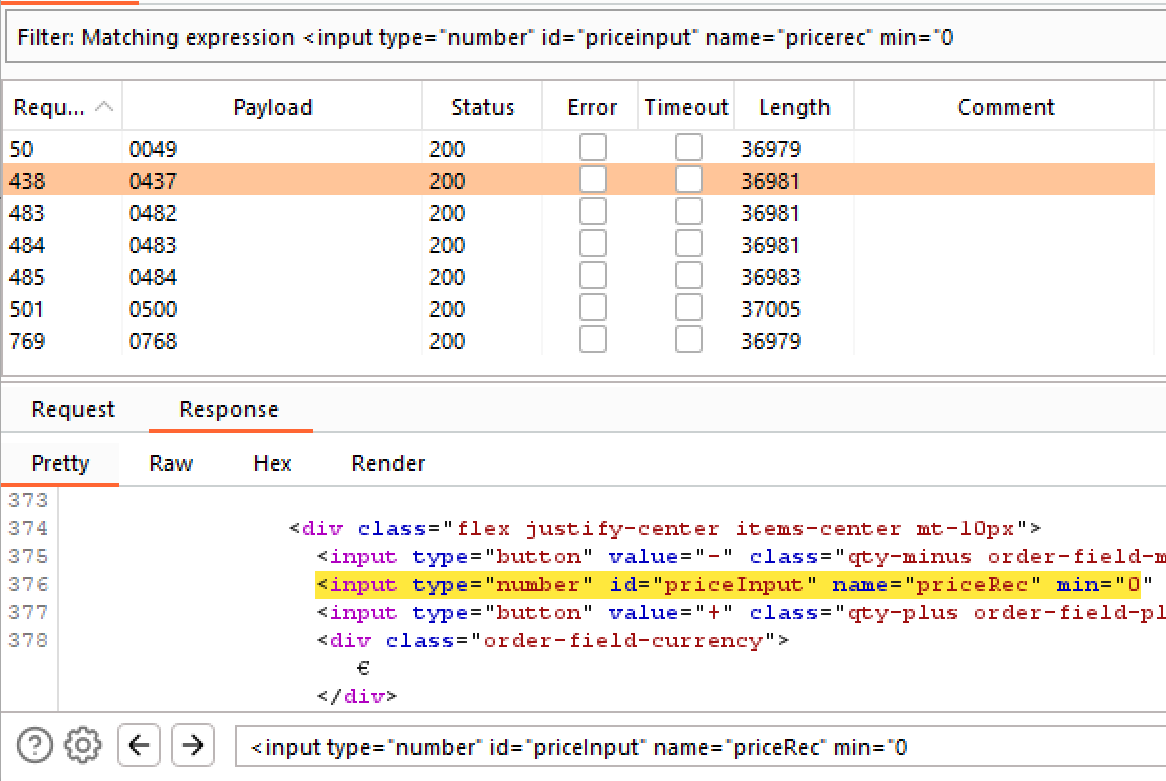 Filter: Matching expression <input type="number" id="priceinput" name="pricerec" min="0
Requ... Payload Status Error Timeout Length Comment
50 0049 200 36979
438 0437 200 36981
483 0482 200 36981
484 0483 200 36981
485 0484 200 36983
501 0500 200 37005
769 0768 200 36979
Request Response
Pretty Raw Hex Render
373
374 <div class="flex justify-center items-center mt-10px">
375 <input type="button" value="-" class="qty-minus order-field-m
376 <input type="number" id="priceInput" name="priceRec" min="0"
377 <input type="button" value="+" class="qty-plus order-field-pl
378 <div class="order-field-currency">
€
</div>
? <input type="number" id="priceInput" name="priceRec" min="0